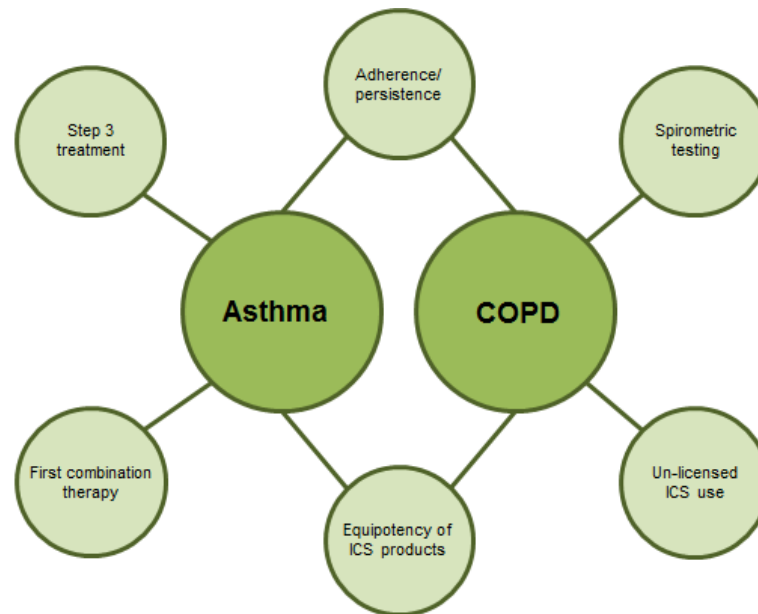 Adherence/
persistence
Step 3
treatment
Spirometric
testing
Asthma
COPD
First combination
therapy
Un-licensed
ICS use
Equipotency of
ICS products